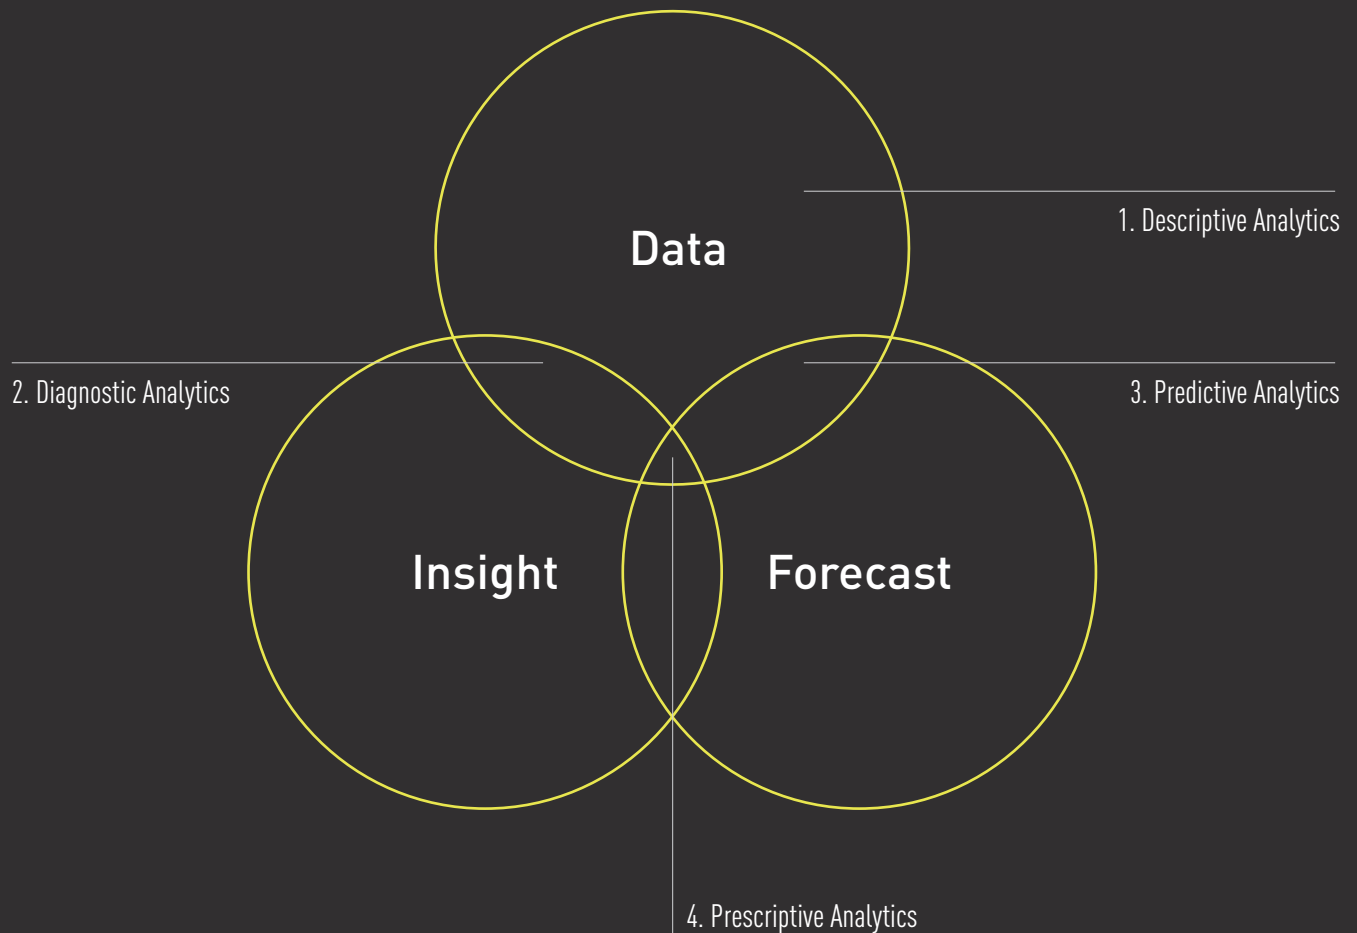 Data
1. Descriptive Analytics
2. Diagnostic Analytics
3. Predictive Analytics
Insight
Forecast
4. Prescriptive Analytics